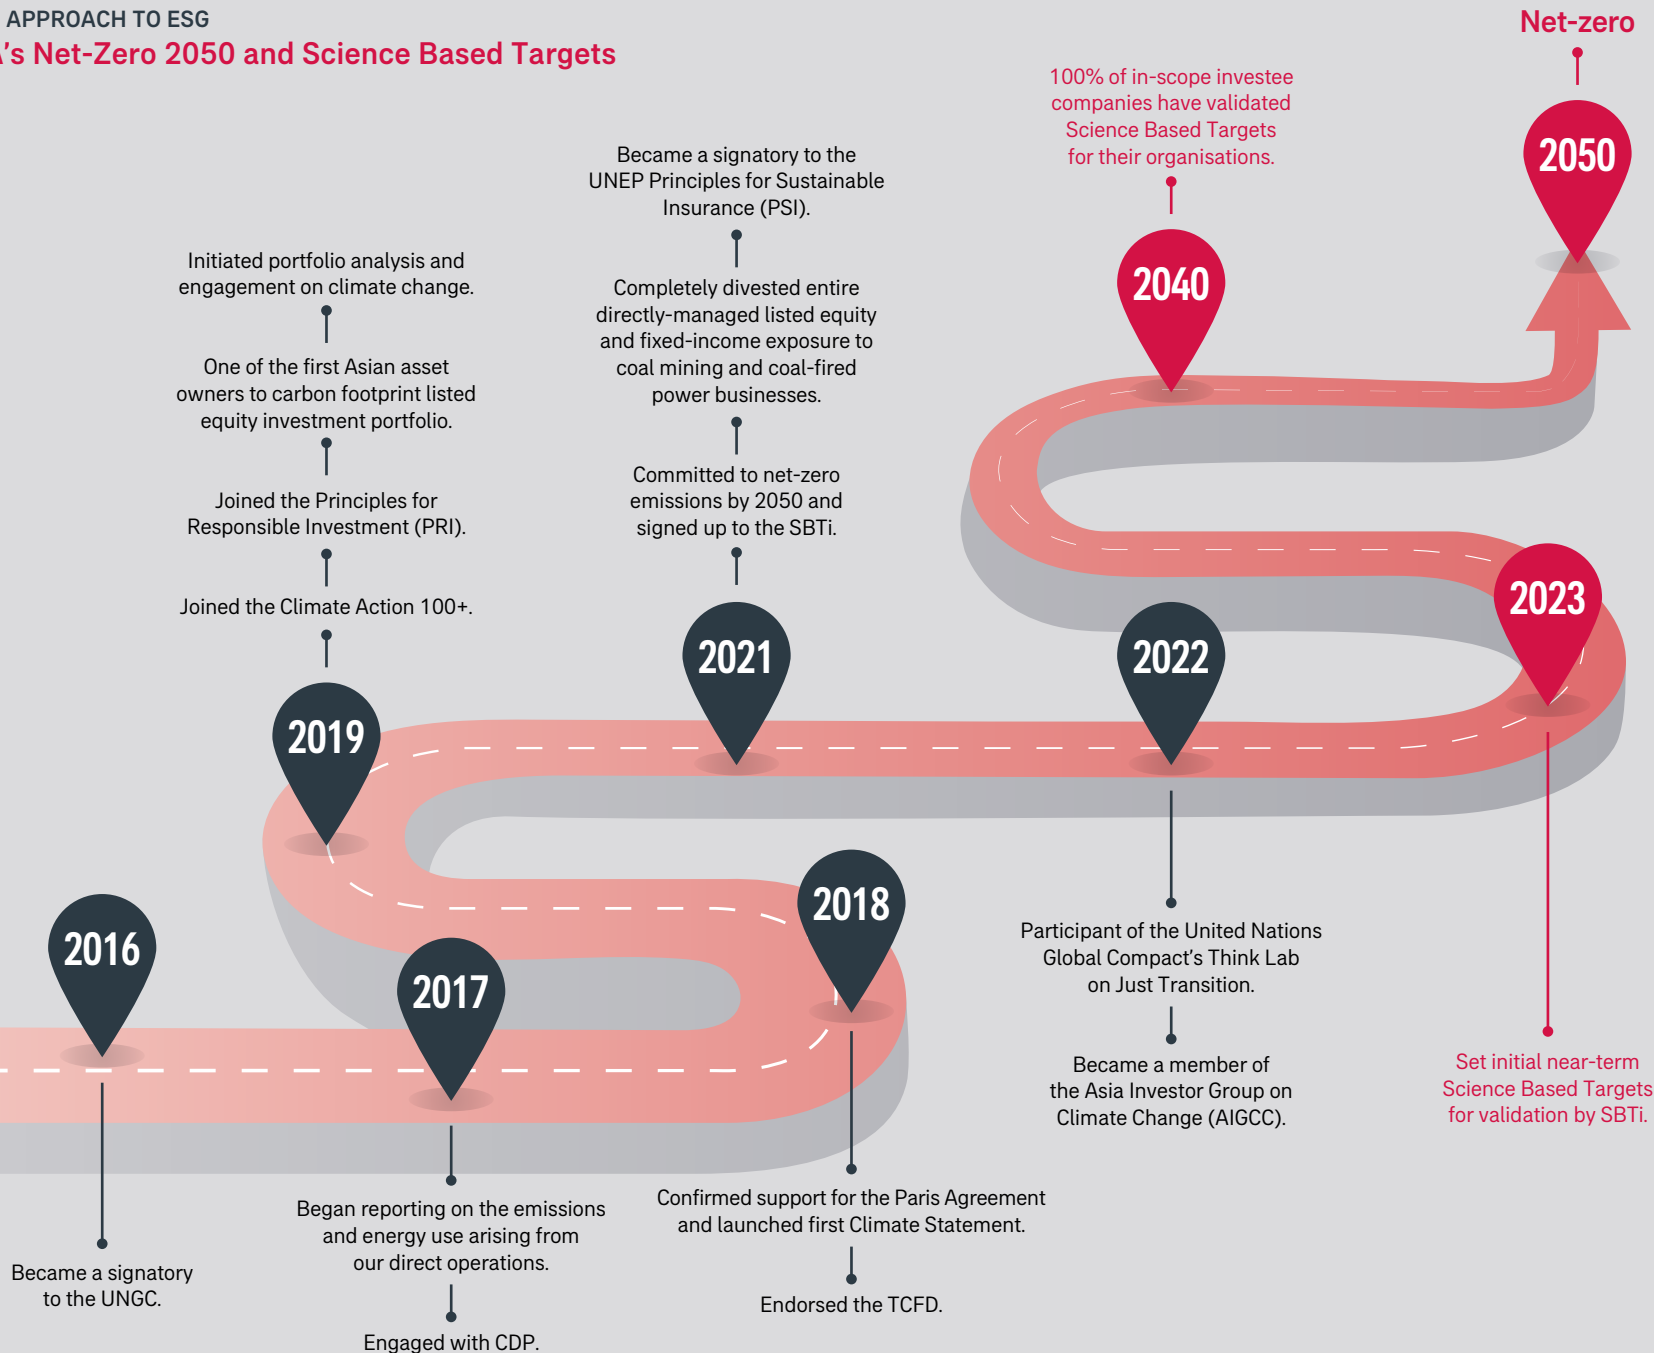 APPROACH TO ESG
's Net-Zero 2050 and Science Based Targets
2016
Became a signatory
to the UNGC.
2017
Began reporting on the emissions
and energy use arising from
our direct operations.
Engaged with CDP.
2018
Confirmed support for the Paris Agreement
and launched first Climate Statement.
Endorsed the TCFD.
Initiated portfolio analysis and
engagement on climate change.
One of the first Asian asset
owners to carbon footprint listed
equity investment portfolio.
Joined the Principles for
Responsible Investment (PRI).
Joined the Climate Action 100+.
2019
Became a signatory to the
UNEP Principles for Sustainable
Insurance (PSI).
Completely divested entire
directly-managed listed equity
and fixed-income exposure to
coal mining and coal-fired
power businesses.
Committed to net-zero
emissions by 2050 and
signed up to the SBTi.
2021
2022
Participant of the United Nations
Global Compact's Think Lab
on Just Transition.
Became a member of
the Asia Investor Group on
Climate Change (AIGCC).
2023
Set initial near-term
Science Based Targets
for validation by SBTi.
100% of in-scope investee
companies have validated
Science Based Targets
for their organisations.
2040
Net-zero
2050